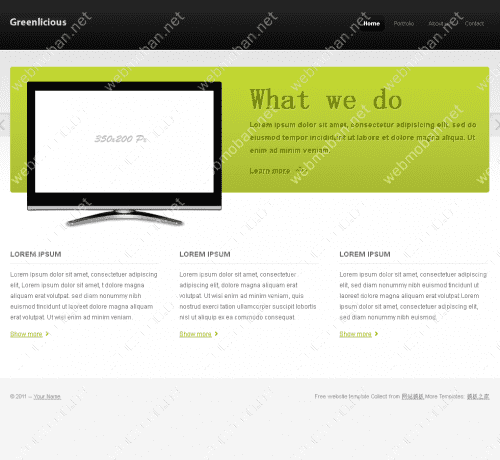 Greenlicious
Home Portfolio About us Contact
What we do
Lorem ipsum dolor sit amet, consectetur adipisicing elit, sed do
eiusmod tempor incididunt ut labore et dolore magna aliqua. Ut
enim ad minim veniam.
Learn more
350x200 Px.
LOREM IPSUM
Lorem ipsum dolor sit amet, consectetuer adipiscing
elit, Lorem ipsum dolor sit amet, t dolore magna
aliquam erat volutpat. sed diam nonummy nibh
euismod tincidunt ut laoreet dolore magna aliquam
erat volutpat. Ut wisi enim ad minim veniam.
Show more
LOREM IPSUM
Lorem ipsum dolor sit amet, consectetuer
adipiscing elit, sed diam nonummy nibh erat
volutpat. Ut wisi enim ad minim veniam, quis
nostrud exerci tation ullamcorper suscipit lobortis
nisl ut aliquip ex ea commodo consequat.
Show more
LOREM IPSUM
Lorem ipsum dolor sit amet, consectetuer adipiscing
elit, sed diam nonummy nibh euismod tincidunt ut
laoreet dolore magna aliquam erat volutpat.Lorem
ipsum dolor sit amet, consectetuer adipiscing elit,
sed diam nonummy nibh euismod.
Show more
© 2011 – Your Name
Free website template Collect from 网站模板 More Templates: 模板之家
webmoban.net